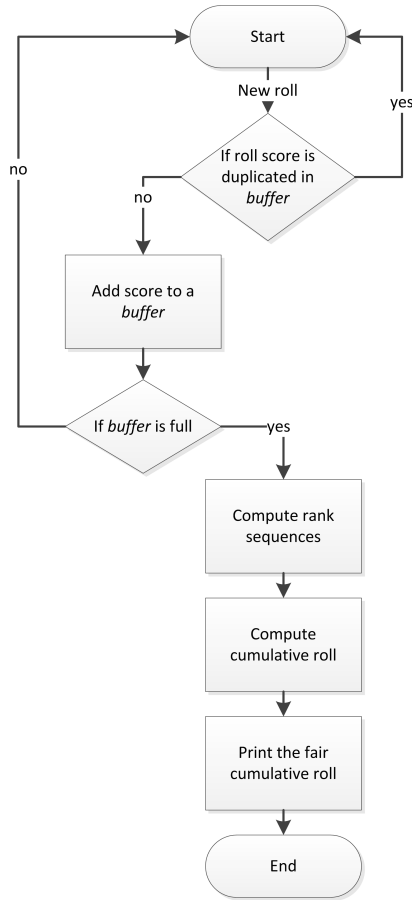 Start
New roll
yes
If roll score is
duplicated in
buffer
no
no
Add score to a
buffer
If buffer is full
yes
Compute rank
sequences
Compute
cumulative roll
Print the fair
cumulative roll
End